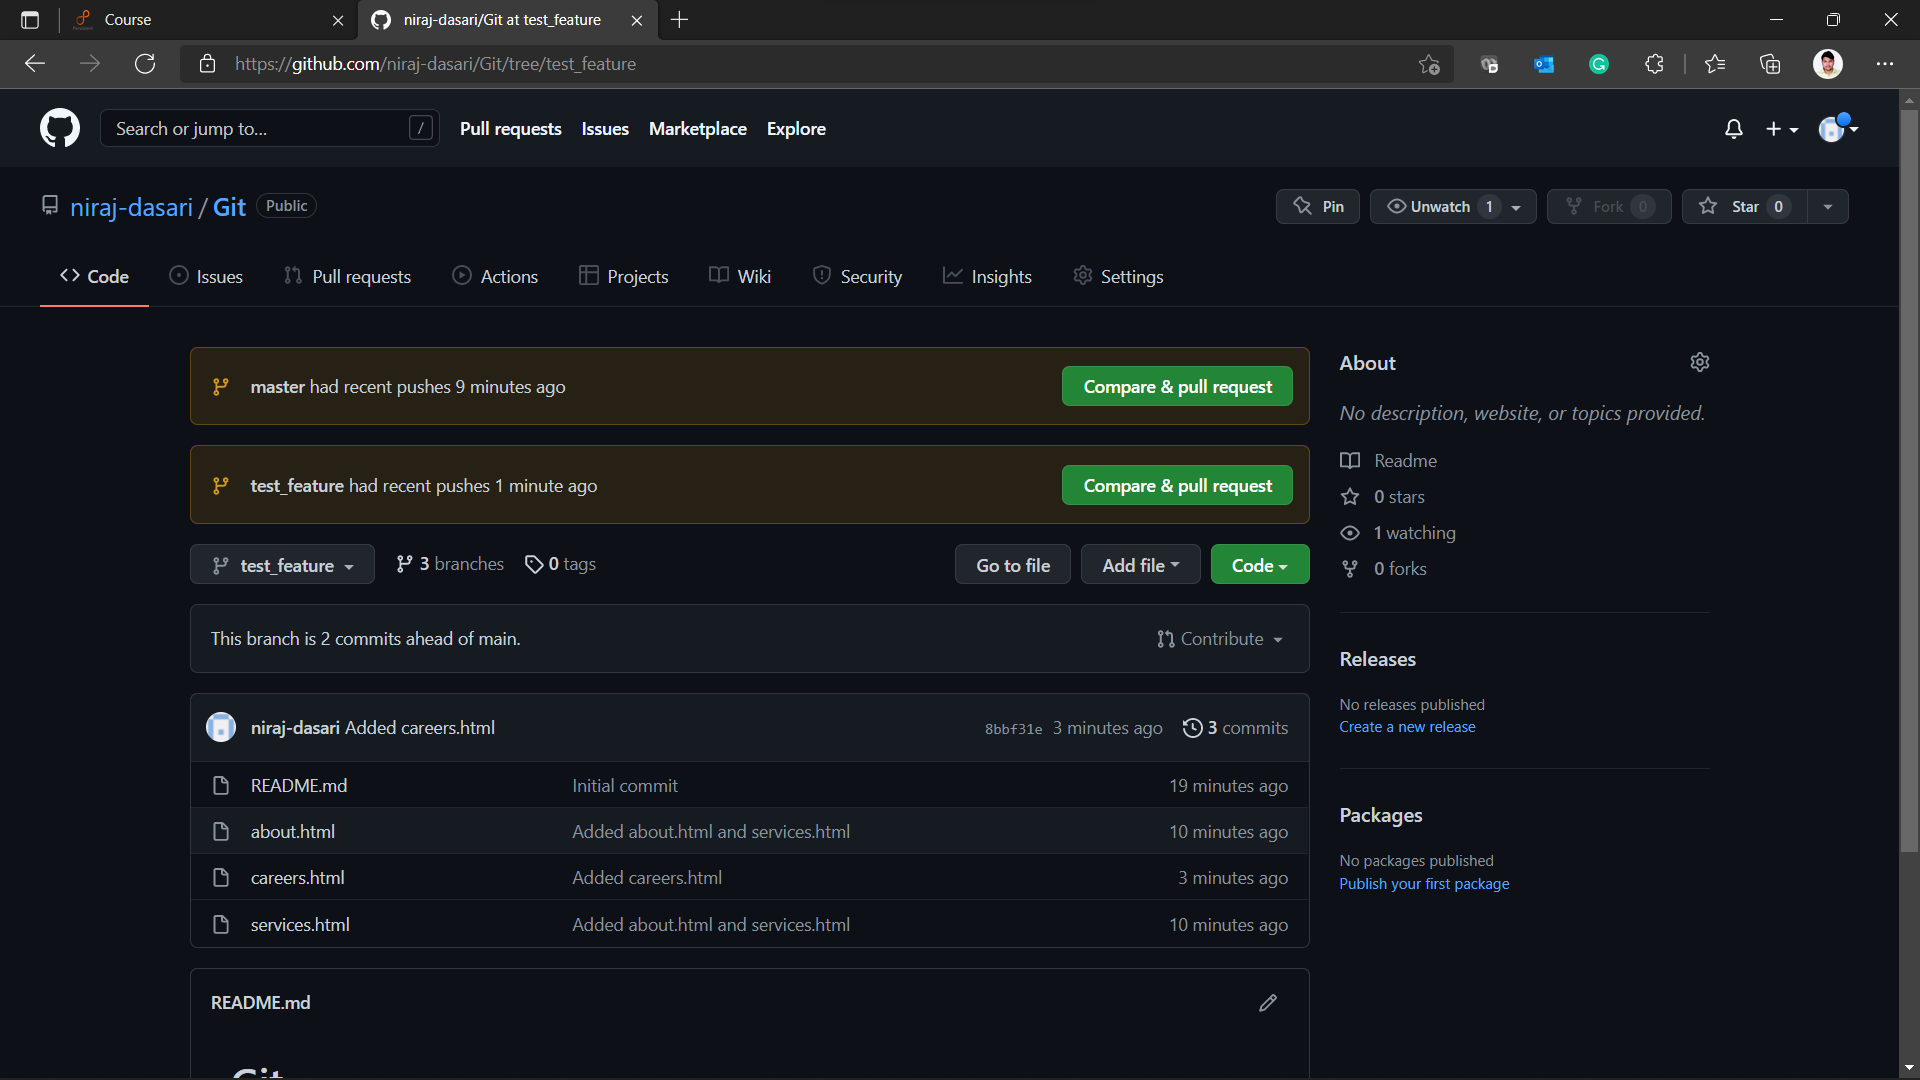 Course
niraj-dasari/Git at test_feature
https://github.com/niraj-dasari/Git/tree/test_feature
Search or jump to... /
Pull requests Issues Marketplace Explore
niraj-dasari / Git Public
Pin Unwatch 1 Fork 0 Star 0
Code Issues Pull requests Actions Projects Wiki Security Insights Settings
master had recent pushes 9 minutes ago Compare & pull request
test_feature had recent pushes 1 minute ago Compare & pull request
test_feature 3 branches 0 tags Go to file Add file Code
This branch is 2 commits ahead of main. Contribute
niraj-dasari Added careers.html 8bbf31e 3 minutes ago 3 commits
README.md Initial commit 19 minutes ago
about.html Added about.html and services.html 10 minutes ago
careers.html Added careers.html 3 minutes ago
services.html Added about.html and services.html 10 minutes ago
README.md
Git
About
No description, website, or topics provided.
Readme
0 stars
1 watching
0 forks
Releases
No releases published
Create a new release
Packages
No packages published
Publish your first package